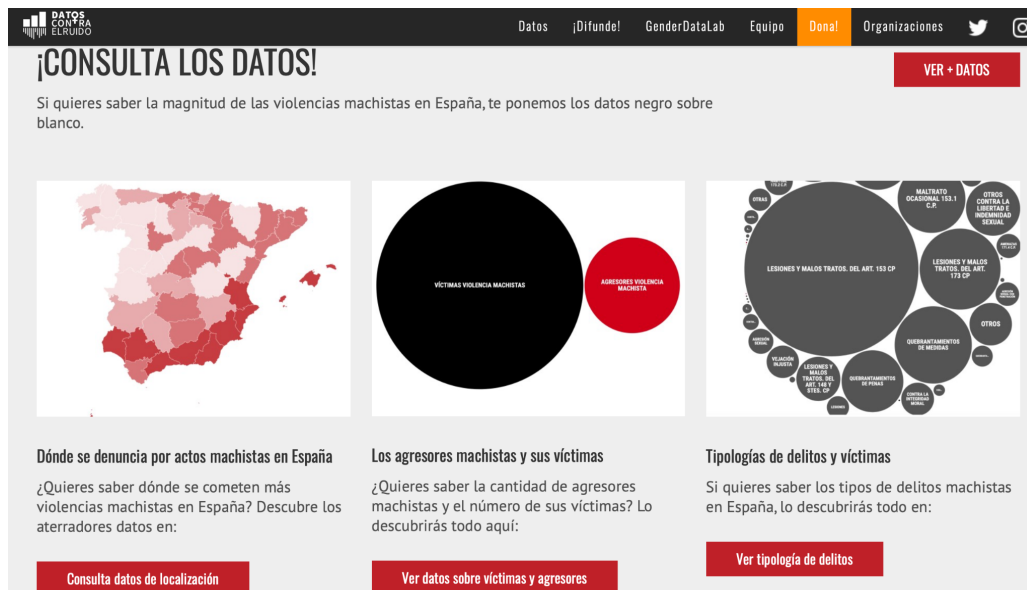 DATOS
CONTRA
ELRUIDO
Datos
¡Difunde!
GenderDataLab
Equipo
Dona!
Organizaciones
¡CONSULTA LOS DATOS!
VER + DATOS
Si quieres saber la magnitud de las violencias machistas en España, te ponemos los datos negro sobre
blanco.
VÍCTIMAS VIOLENCIA MACHISTAS
AGRESORES VIOLENCIA
MACHISTA
OTRAS
MALTRATO
OCASIONAL 153.1
C.P.
OTROS
CONTRA LA
LIBERTAD E
INDEMNIDAD
SEXUAL
LESIONES Y MALOS TRATOS. DEL ART. 153 CP
LESIONES Y MALOS
TRATOS. DEL ART.
173 CP
OTROS
QUEBRANTAMIENTOS
DE MEDIDAS
AGRESIÓN
SEXUAL
VEJACIÓN
INJUSTA
LESIONES Y
MALOS
TRATOS. DEL
ART. 148 Y
STES. CP
QUEBRANTAMIENTOS
DE PENAS
CONTRA LA
INTEGRIDAD
MORAL
LESIONES
Dónde se denuncia por actos machistas en España
¿Quieres saber dónde se cometen más
violencias machistas en España? Descubre los
aterradores datos en:
Consulta datos de localización
Los agresores machistas y sus víctimas
¿Quieres saber la cantidad de agresores
machistas y el número de sus víctimas? Lo
descubrirás todo aquí:
Ver datos sobre víctimas y agresores
Tipologías de delitos y víctimas
Si quieres saber los tipos de delitos machistas
en España, lo descubrirás todo en:
Ver tipología de delitos